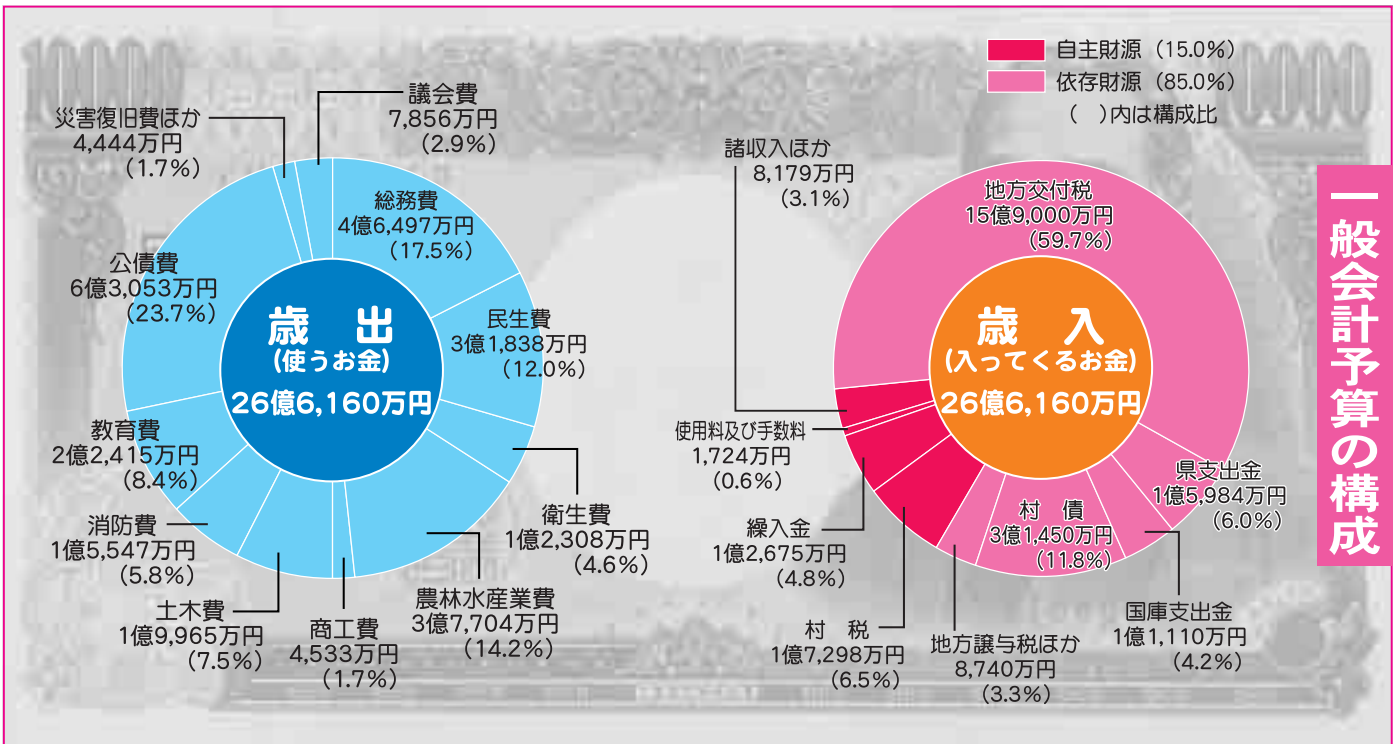 一般会計予算の構成
議会費
7,856万円
(2.9%)
災害復旧費ほか
4,444万円
(1.7%)
総務費
4億6,497万円
(17.5%)
公債費
6億3,053万円
(23.7%)
民生費
3億1,838万円
(12.0%)
歳 出
(使うお金)
26億6,160万円
教育費
2億2,415万円
(8.4%)
衛生費
1億2,308万円
(4.6%)
消防費
1億5,547万円
(5.8%)
農林水産業費
3億7,704万円
(14.2%)
土木費
1億9,965万円
(7.5%)
商工費
4,533万円
(1.7%)
自主財源(15.0%)
依存財源(85.0%)
( )内は構成比
諸収入ほか
8,179万円
(3.1%)
地方交付税
15億9,000万円
(59.7%)
歳 入
(入ってくるお金)
26億6,160万円
使用料及び手数料
1,724万円
(0.6%)
県支出金
1億5,984万円
(6.0%)
繰入金
1億2,675万円
(4.8%)
村 債
3億1,450万円
(11.8%)
国庫支出金
1億1,110万円
(4.2%)
村 税
1億7,298万円
(6.5%)
地方譲与税ほか
8,740万円
(3.3%)